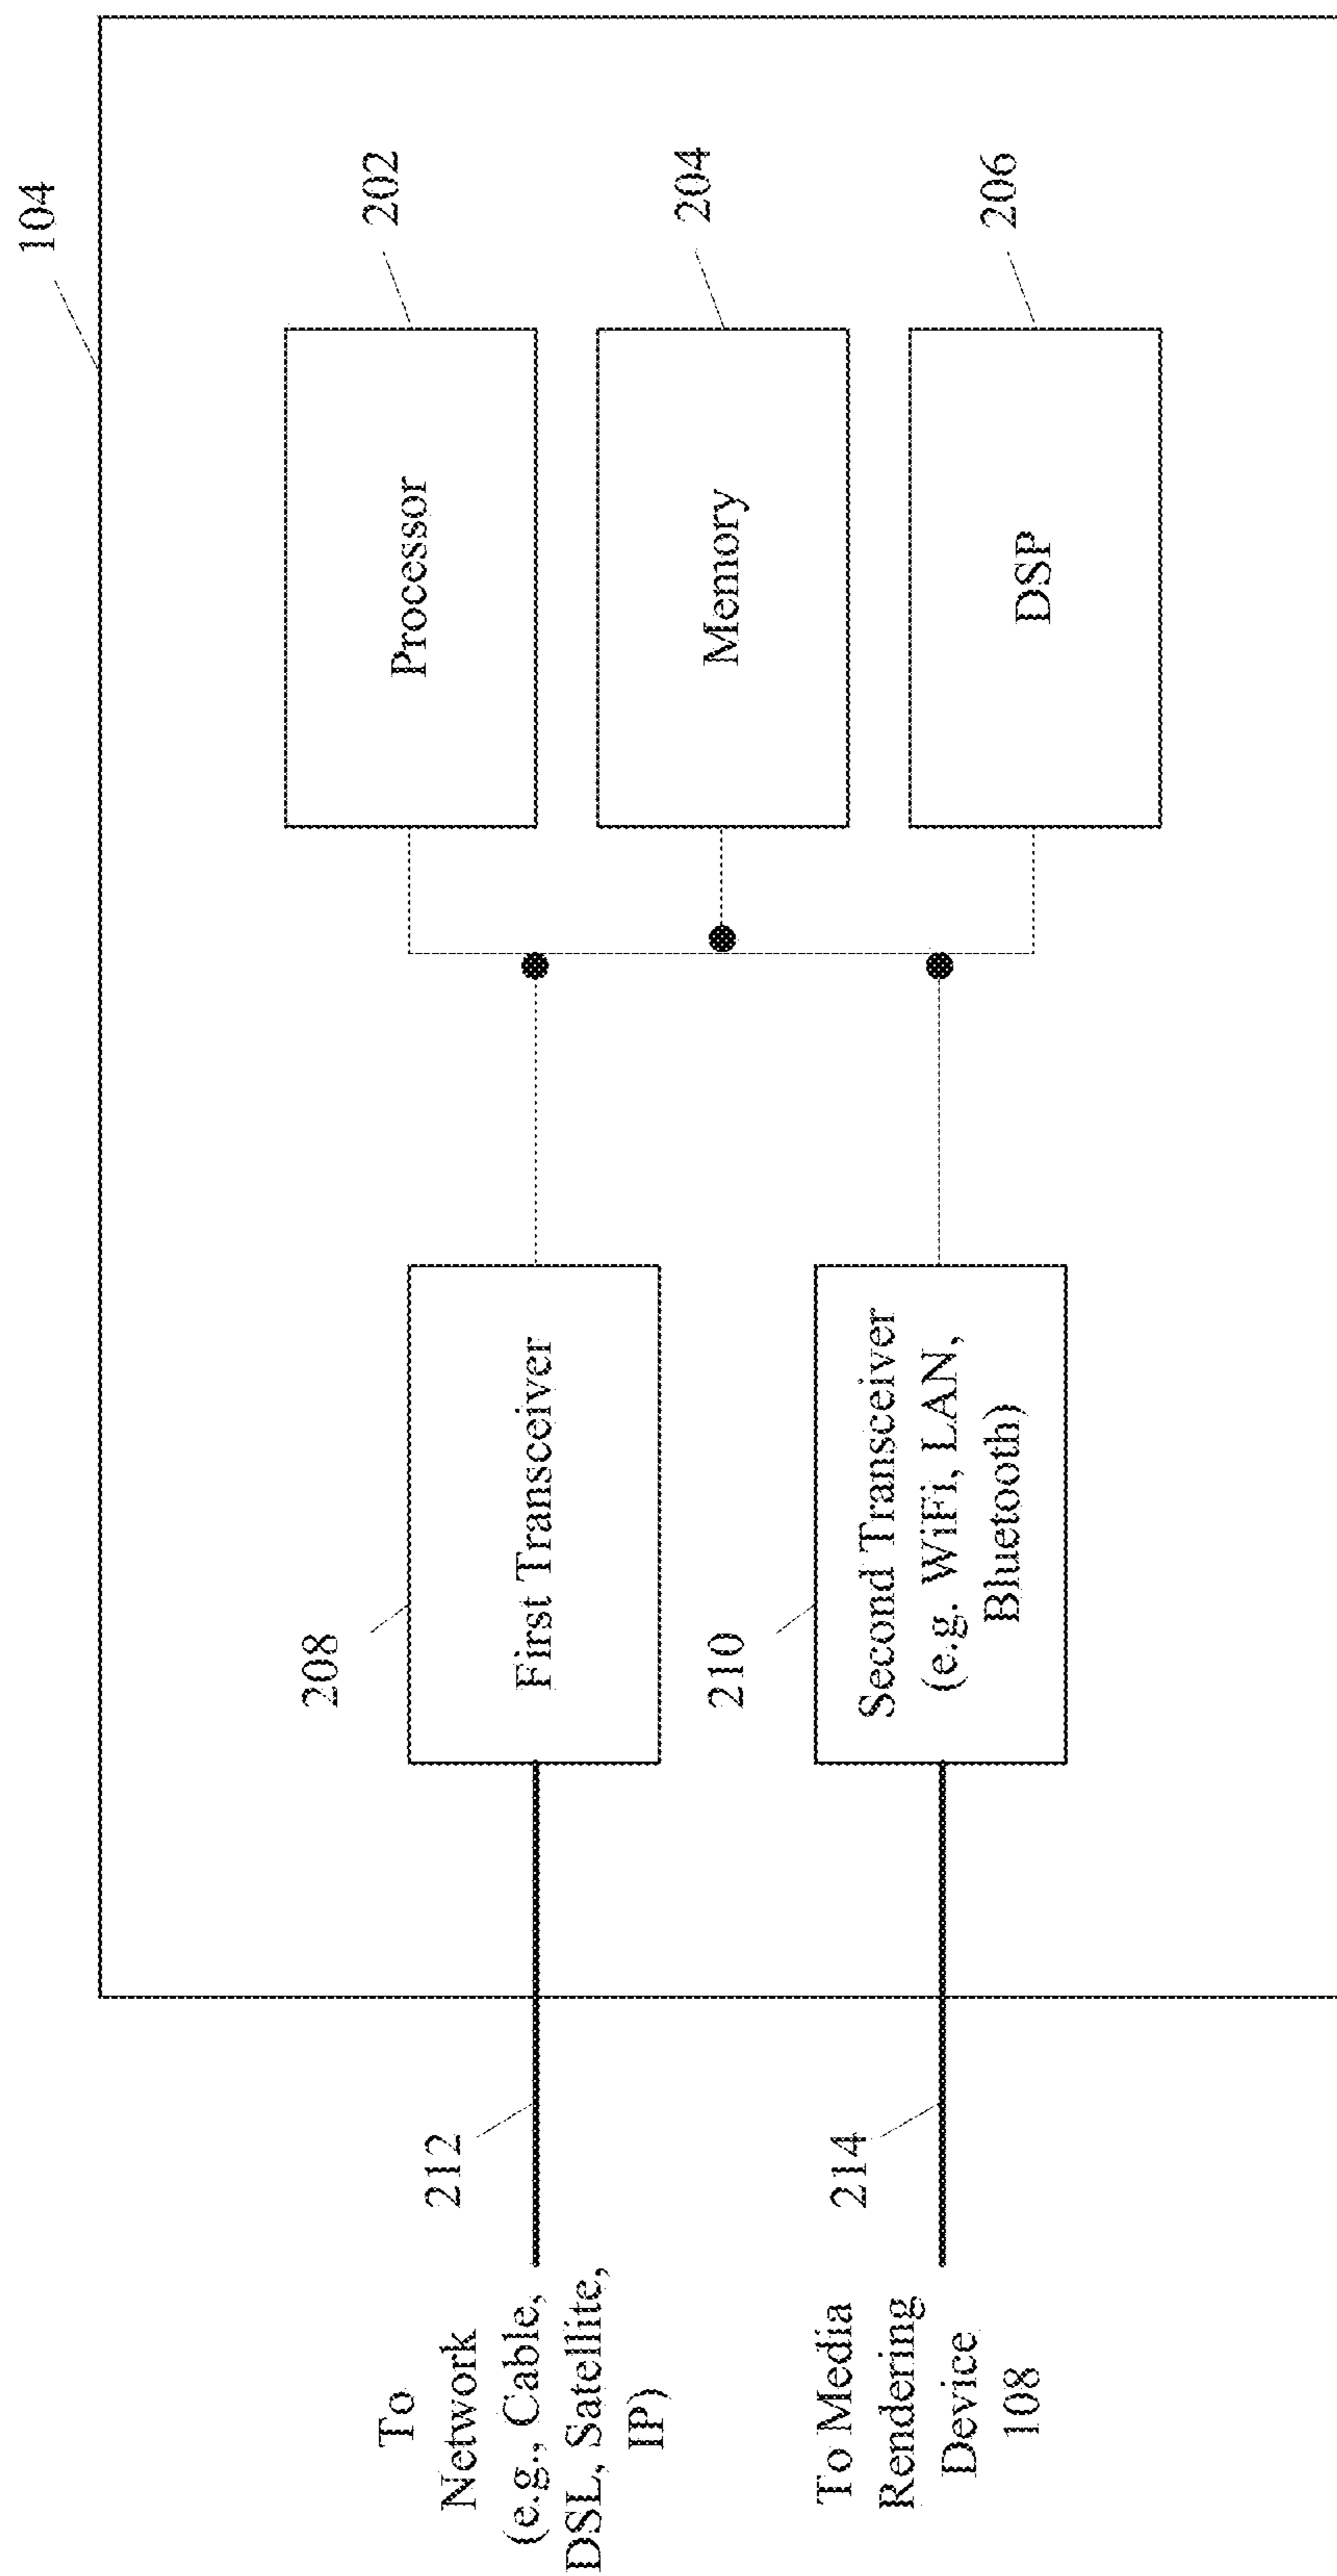 104
202
Processor
204
Memory
206
DSP
208
First Transceiver
210
Second Transceiver
(e.g. WiFi, LAN,
Bluetooth)
212
To
Network
(e.g., Cable,
DSL, Satellite,
IP)
214
To Media
Rendering
Device
108